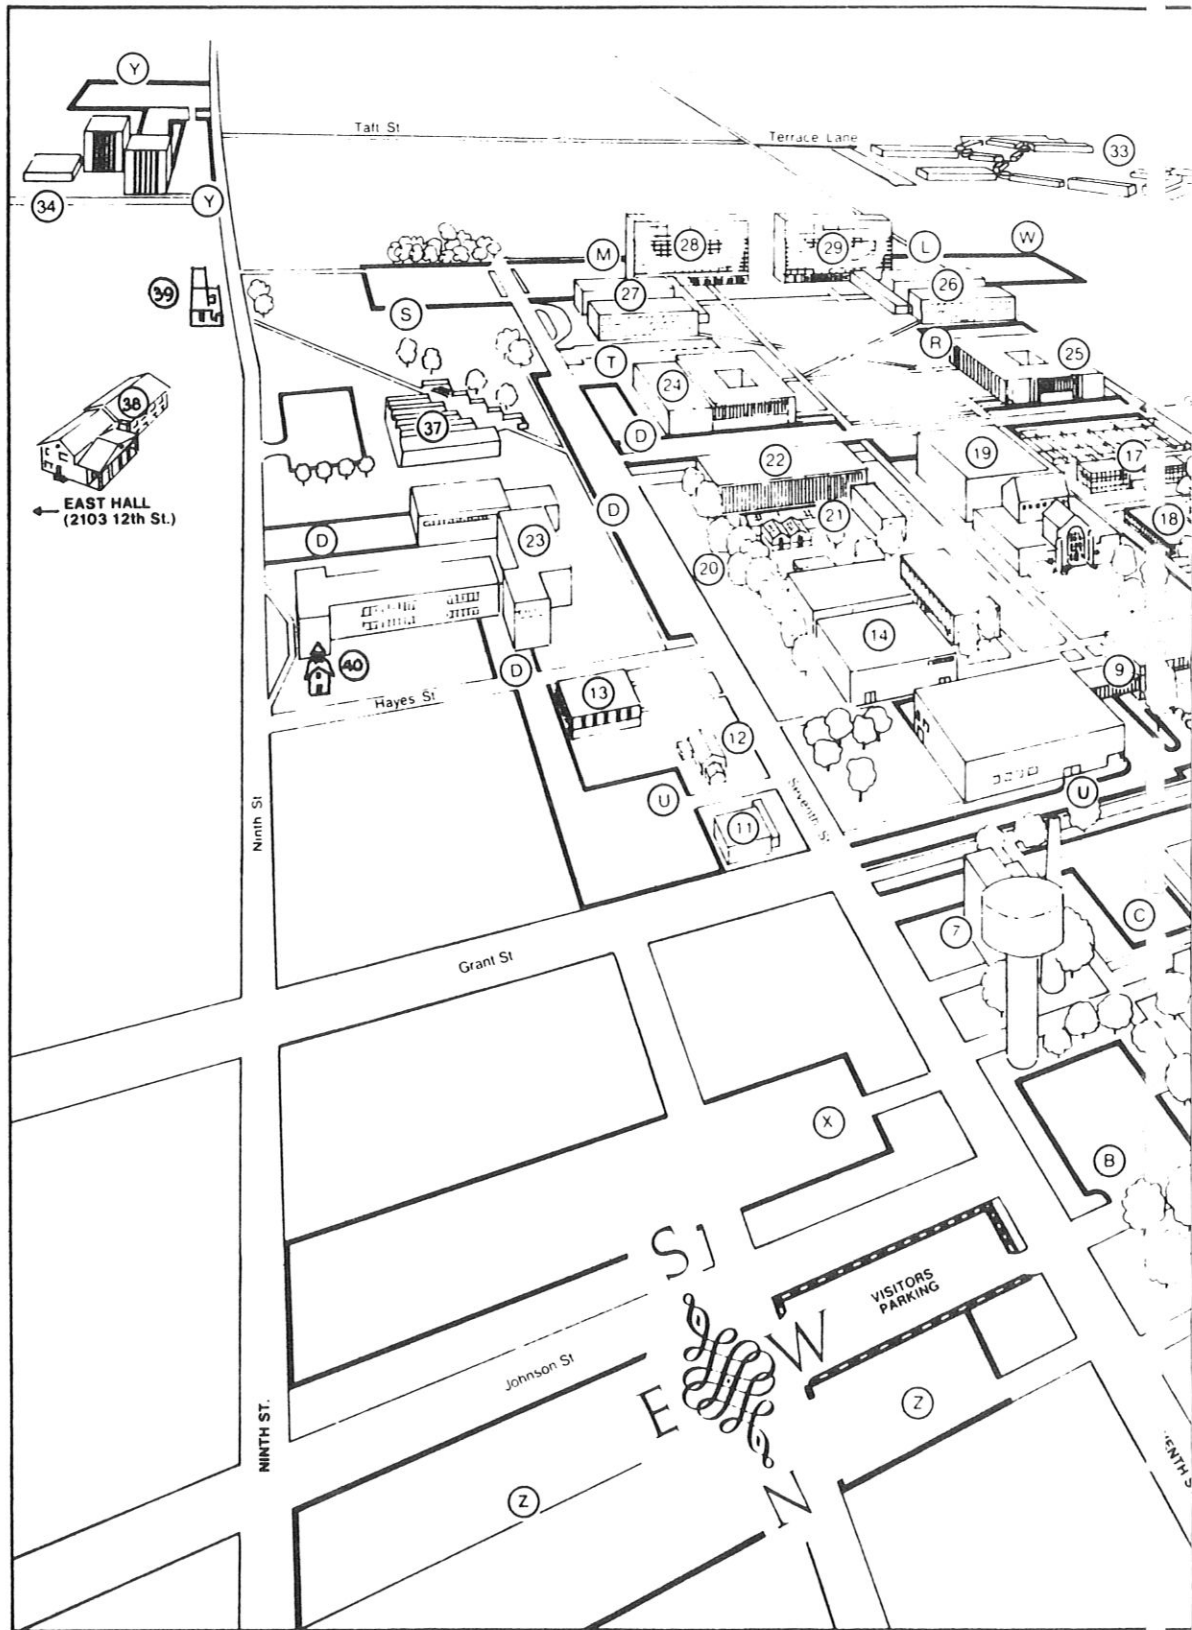 Y
Taft St
Terrace Lane
33
34
Y
M
28
29
L
W
39
27
26
S
T
R
25
24
38
37
D
22
19
17
EAST HALL
(2103 12th St.)
D
21
18
D
23
20
14
40
D
9
Hayes St
13
12
Ninth St
U
11
Seventh St
U
7
C
Grant St
X
B
S
VISITORS
PARKING
W
Johnson St
E
Z
NINTH ST.
Z
N